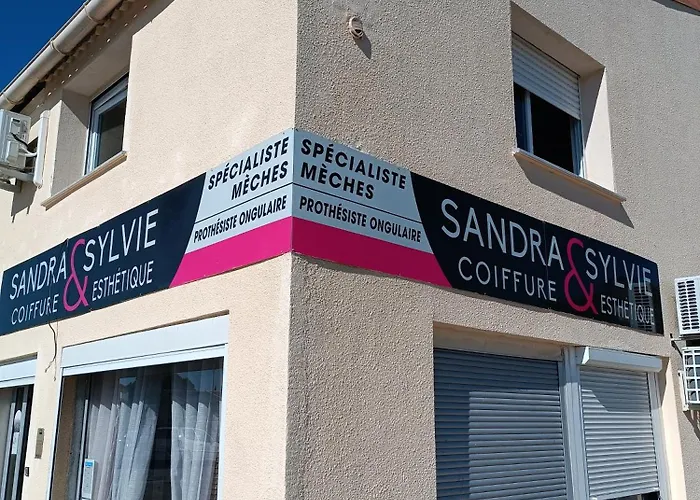 SANDRA & SYLVIE
COIFFURE ESTHÉTIQUE
SPÉCIALISTE
MÈCHES
PROTHÉSISTE ONGULAIRE
SPÉCIALISTE
MÈCHES
PROTHÉSISTE ONGULAIRE
SANDRA & SYLVIE
COIFFURE ESTHÉTIQUE